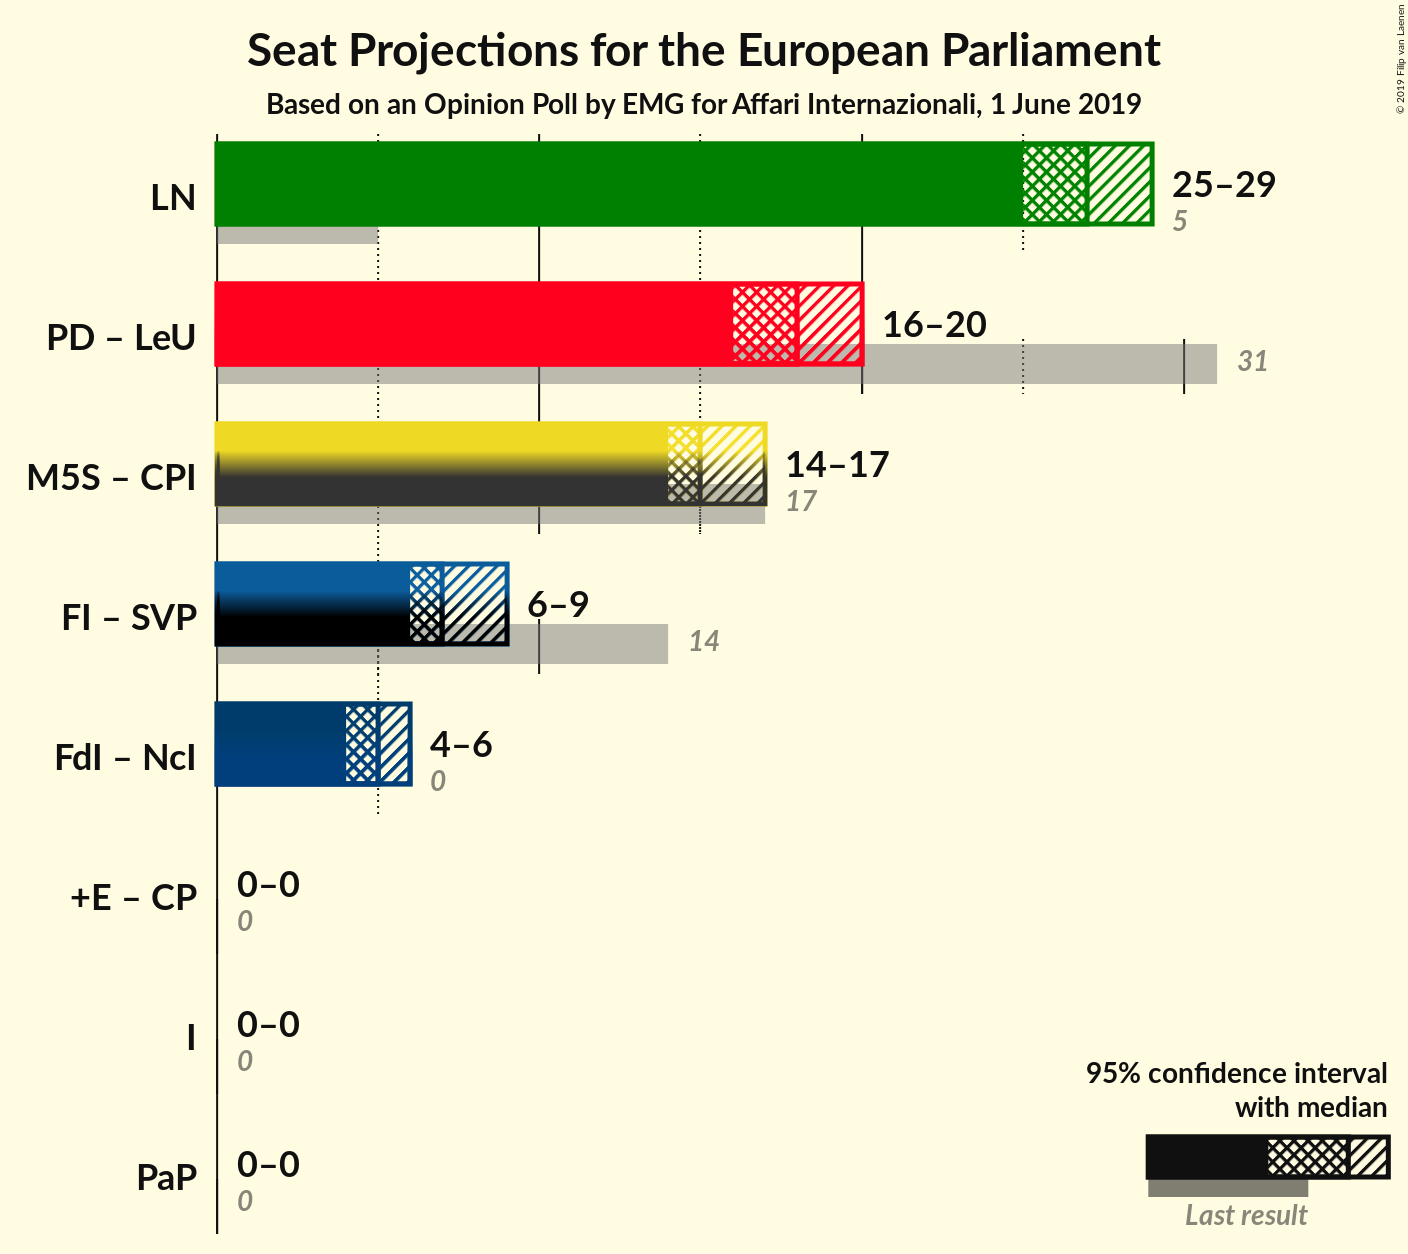 Seat Projections for the European Parliament
Based on an Opinion Poll by EMG for Affari Internazionali, 1 June 2019
© 2019 Filip van Laenen
LN
25–29
5
PD – LeU
16–20
31
M5S – CPI
14–17
17
FI – SVP
6–9
14
FdI – NcI
4–6
0
+E – CP
0–0
0
I
0–0
0
PaP
0–0
0
95% confidence interval
with median
Last result